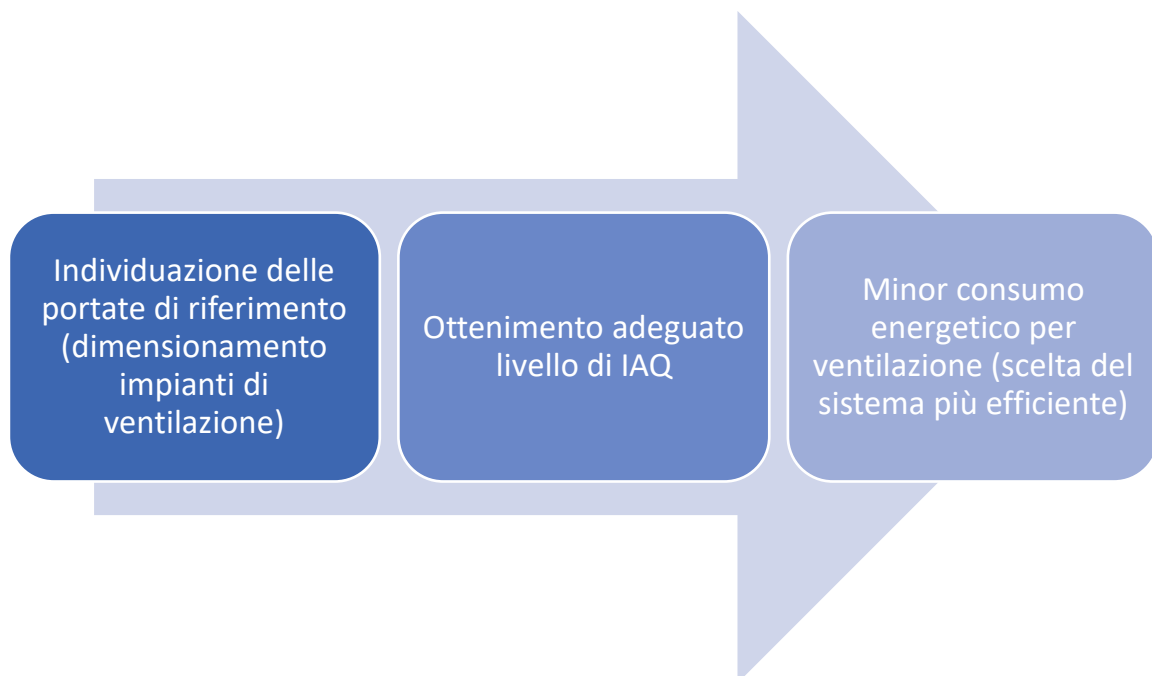 Individuazione delle
portate di riferimento
(dimensionamento
impianti di
ventilazione)
Ottenimento adeguato
livello di IAQ
Minor consumo
energetico per
ventilazione (scelta del
sistema più efficiente)